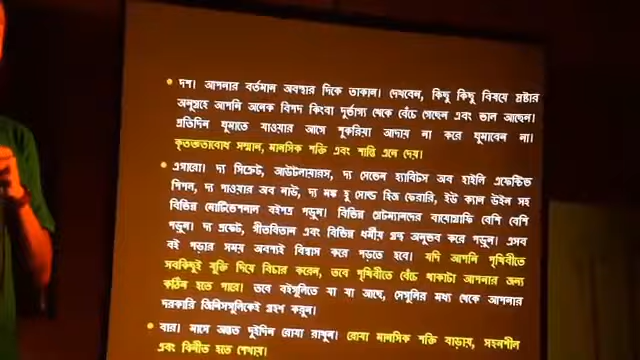 • দশ। আপনার বর্তমান অবস্থার দিকে তাকান। দেখবেন, কিছু কিছু বিষয়ে স্রষ্টার
অনুগ্রহে আপনি অনেক বিপদ কিংবা দুর্ভাগ্য থেকে বেঁচে গেছেন এবং ভাল আছেন।
প্রতিদিন ঘুমাতে যাওয়ার আগে শুকরিয়া আদায় না করে ঘুমাবেন না।
কৃতজ্ঞতাবোধ সম্মান, মানসিক শক্তি এবং শান্তি এনে দেয়।
• এগারো। দ্য সিক্রেট, আউটলায়ারস, দ্য সেভেন হ্যাবিটস অব হাইলি এফেক্টিভ
পিপল, দ্য পাওয়ার অব নাউ, দ্য মঙ্ক হু সোল্ড হিজ ফেরারি, ইউ ক্যান উইন সহ
বিভিন্ন মোটিভেশনাল বইপত্র পড়ুন। বিভিন্ন গ্রেটম্যানদের বায়োগ্রাফি বেশি বেশি
পড়ুন। দ্য প্রফেট, গীতবিতান এবং বিভিন্ন ধর্মীয় গ্রন্থ অনুভব করে পড়ুন। এসব
বই পড়ার সময় অবশ্যই বিশ্বাস করে পড়তে হবে। যদি আপনি পৃথিবীতে
সবকিছুই যুক্তি দিয়ে বিচার করেন, তবে পৃথিবীতে বেঁচে থাকাটা আপনার জন্য
কঠিন হতে পারে। তবে বইগুলিতে যা যা আছে, সেগুলির মধ্য থেকে আপনার
দরকারি জিনিসগুলিকেই গ্রহণ করুন।
• বার। মাসে অন্তত দুইদিন রোযা রাখুন। রোযা মানসিক শক্তি বাড়ায়, সহনশীল
এবং বিনীত হতে শেখায়।